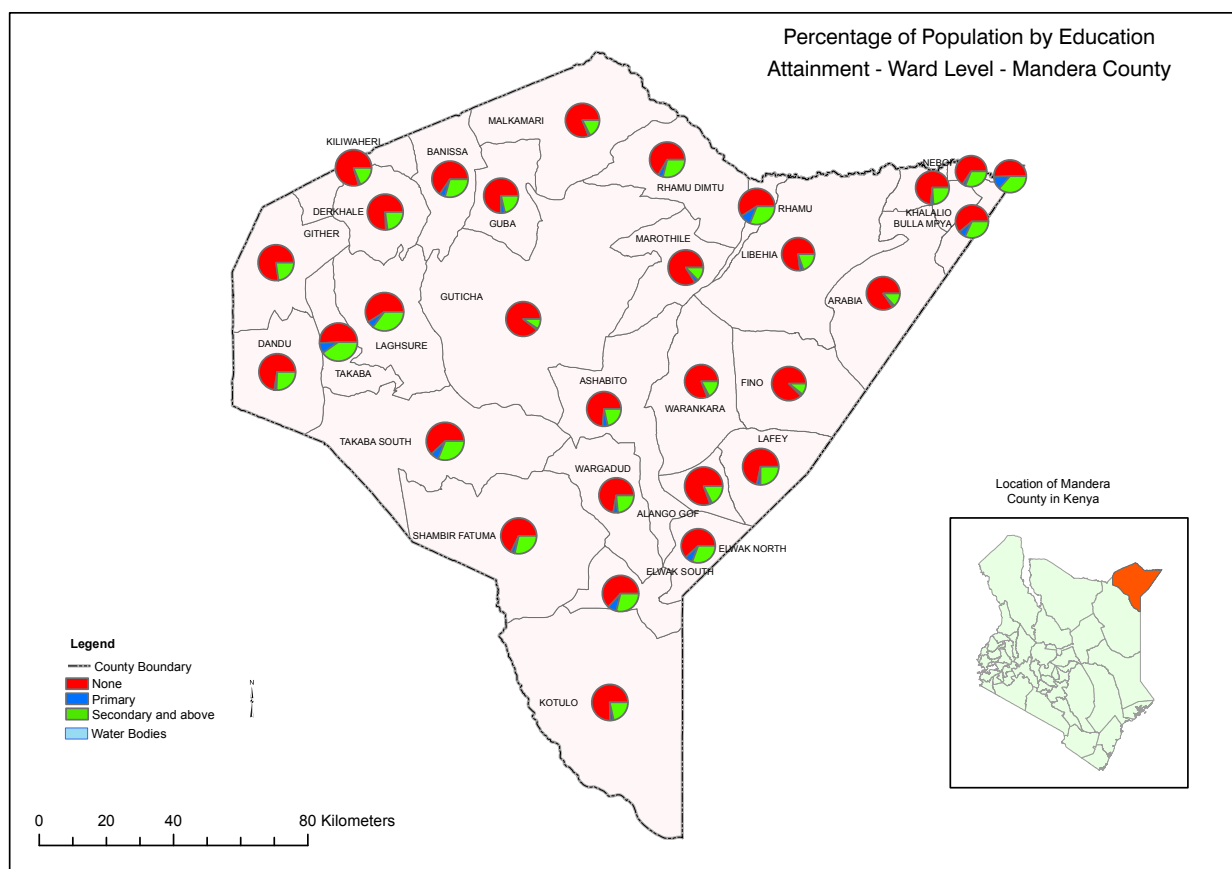 Percentage of Population by Education
Attainment - Ward Level - Mandera County
MALKAMARI
KILIWAHERI
BANISSA
NEBOI
RHAMU DIMTU
DERKHALE
GUBA
RHAMU
KHALALIO
BULLA MPYA
GITHER
MAROTHILE
LIBEHIA
GUTICHA
ARABIA
DANDU
LAGHSURE
TAKABA
ASHABITO
FINO
WARANKARA
TAKABA SOUTH
LAFEY
WARGADUD
ALANGO GOF
SHAMBIR FATUMA
ELWAK NORTH
ELWAK SOUTH
KOTULO
Location of Mandera
County in Kenya
Legend
County Boundary
None
Primary
Secondary and above
Water Bodies
N
0 20 40 80 Kilometers